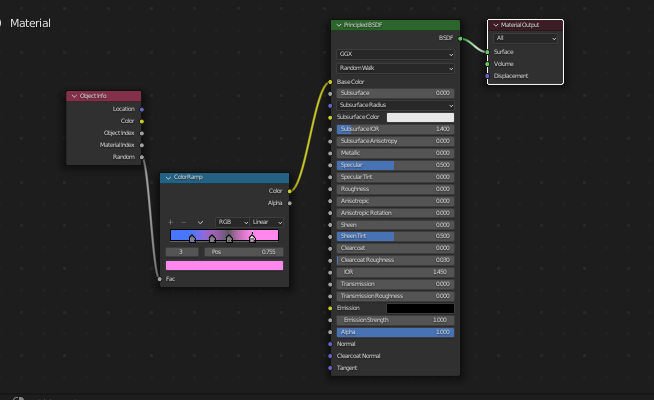 Material
Object Info
Location
Color
Object Index
Material Index
Random
ColorRamp
Color
Alpha
RGB
Linear
3
Pos
0.755
Fac
Principled BSDF
BSDF
GGX
Random Walk
Base Color
Subsurface 0.000
Subsurface Radius
Subsurface Color
Subsurface IOR 1.400
Subsurface Anisotropy 0.000
Metallic 0.000
Specular 0.500
Specular Tint 0.000
Roughness 0.000
Anisotropic 0.000
Anisotropic Rotation 0.000
Sheen 0.000
Sheen Tint 0.500
Clearcoat 0.000
Clearcoat Roughness 0.030
IOR 1.450
Transmission 0.000
Transmission Roughness 0.000
Emission
Emission Strength 1.000
Alpha 1.000
Normal
Clearcoat Normal
Tangent
Material Output
All
Surface
Volume
Displacement